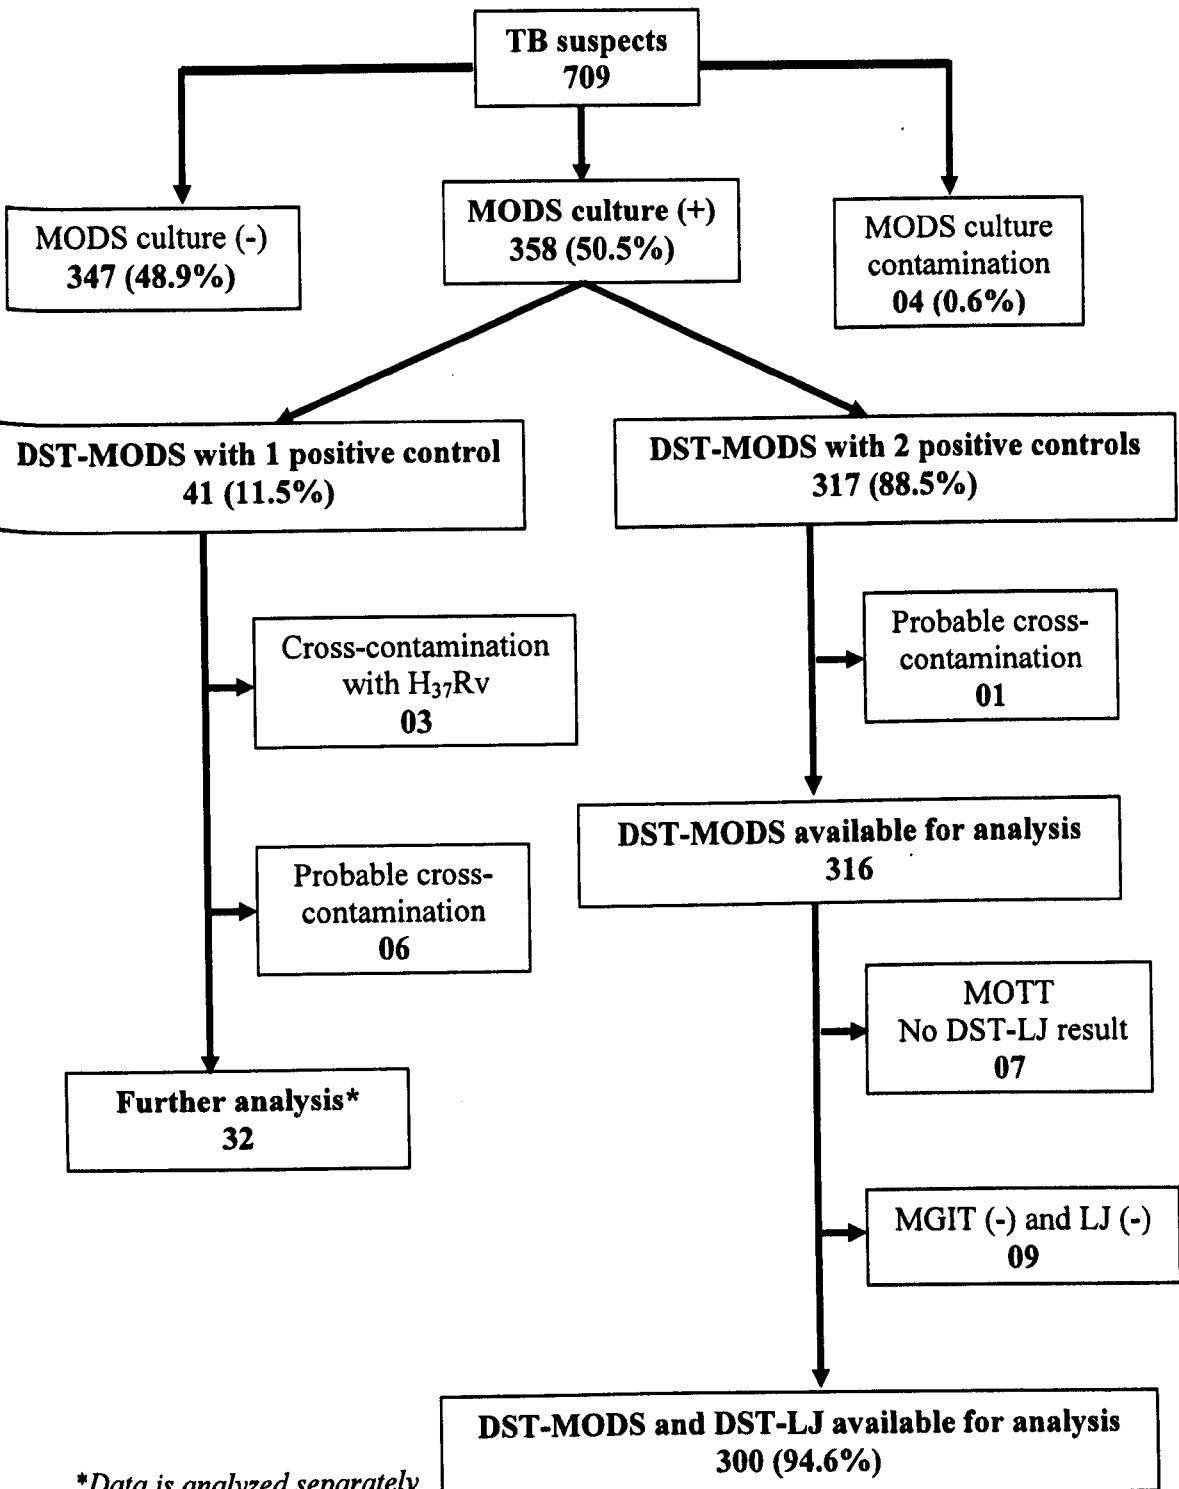 TB suspects
709
MODS culture (-)
347 (48.9%)
MODS culture (+)
358 (50.5%)
MODS culture
contamination
04 (0.6%)
DST-MODS with 1 positive control
41 (11.5%)
DST-MODS with 2 positive controls
317 (88.5%)
Cross-contamination
with H₃₇Rv
03
Probable cross-
contamination
01
DST-MODS available for analysis
316
Probable cross-
contamination
06
MOTT
No DST-LJ result
07
Further analysis*
32
MGIT (-) and LJ (-)
09
DST-MODS and DST-LJ available for analysis
300 (94.6%)
*Data is analyzed separately